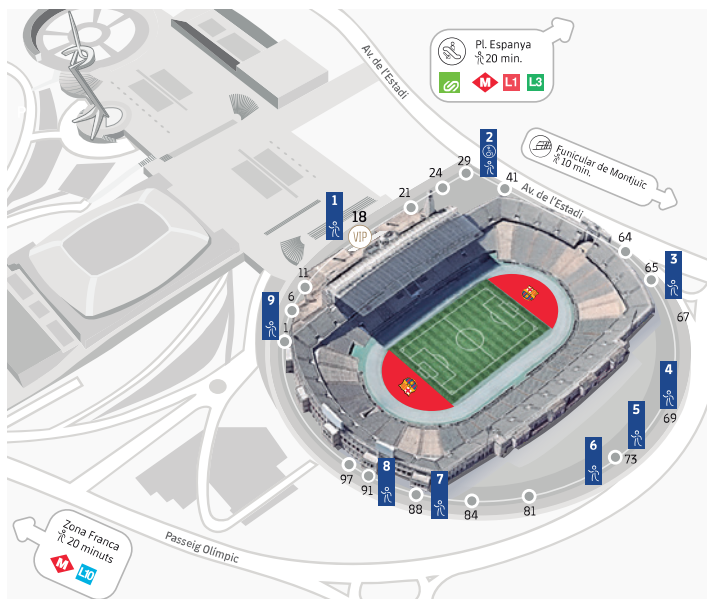 Av. de l'Estadi
Pl. Espanya
20 min.
M
L1
L3
Funicular de Montjuïc
10 min.
Av. de l'Estadi
29
2
24
41
21
1
18
VIP
64
3
65
11
67
6
9
1
4
69
5
6
73
97
91
8
88
7
84
81
Zona Franca
20 minuts
M
L10
Passeig Olímpic